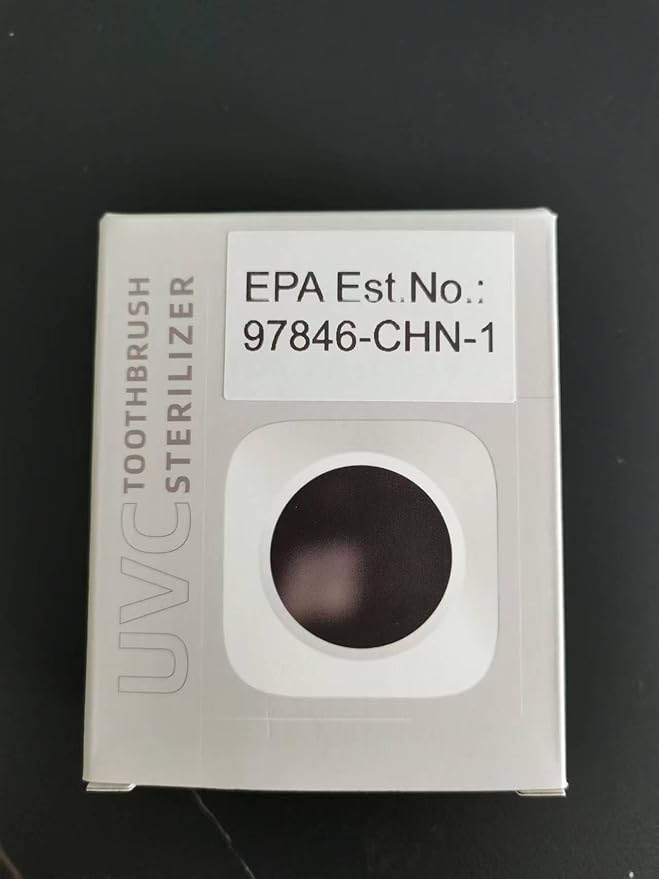 EPA Est.No.:
97846-CHN-1
UVC
TOOTHBRUSH
STERILIZER